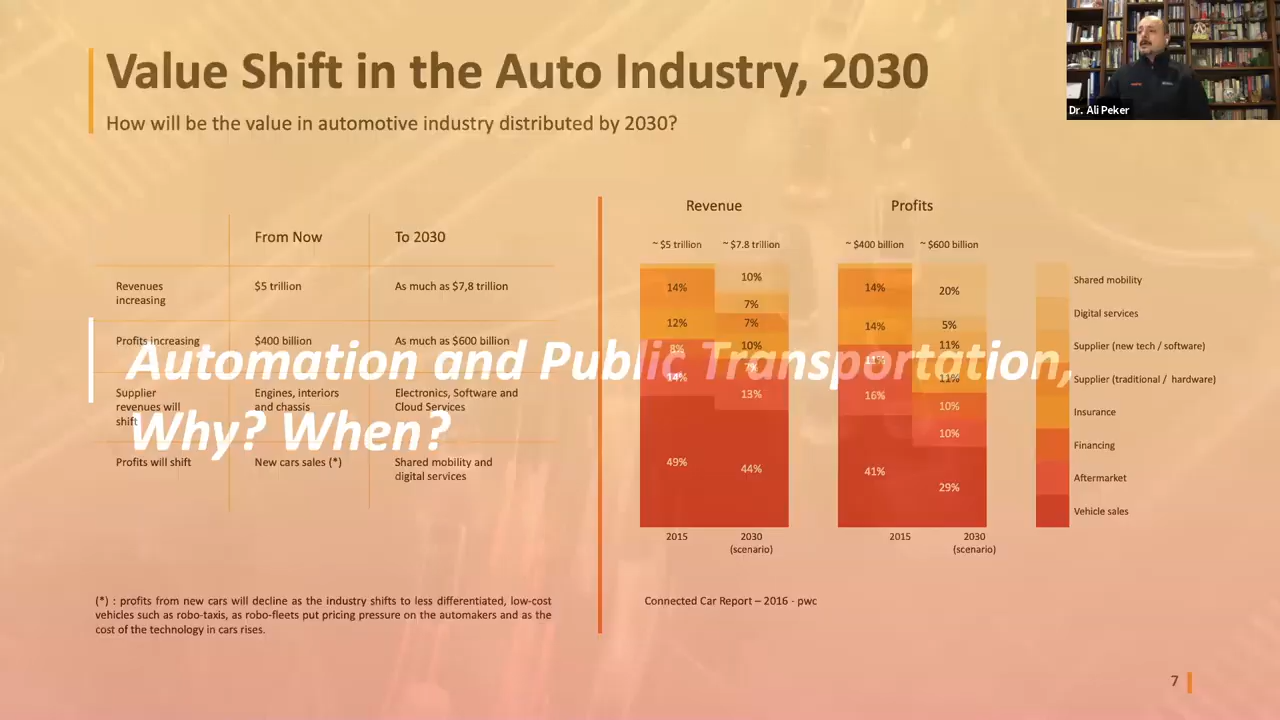 Value Shift in the Auto Industry, 2030
How will be the value in automotive industry distributed by 2030?
Dr. Ali Peker
From Now
To 2030
Revenues
increasing
$5 trillion
As much as $7,8 trillion
Profits increasing
$400 billion
As much as $600 billion
Supplier
revenues will
shift
Engines, interiors
and chassis
Electronics, Software and
Cloud Services
Profits will shift
New cars sales (*)
Shared mobility and
digital services
(*) : profits from new cars will decline as the industry shifts to less differentiated, low-cost
vehicles such as robo-taxis, as robo-fleets put pricing pressure on the automakers and as the
cost of the technology in cars rises.
Automation and Public Transportation,
Why? When?
Revenue
~ $5 trillion
~ $7.8 trillion
14%
12%
8%
14%
49%
10%
7%
7%
10%
7%
13%
44%
2015
2030
(scenario)
Profits
~ $400 billion
~ $600 billion
14%
14%
11%
16%
41%
20%
5%
11%
11%
10%
10%
29%
2015
2030
(scenario)
Shared mobility
Digital services
Supplier (new tech / software)
Supplier (traditional / hardware)
Insurance
Financing
Aftermarket
Vehicle sales
Connected Car Report – 2016 - pwc
7